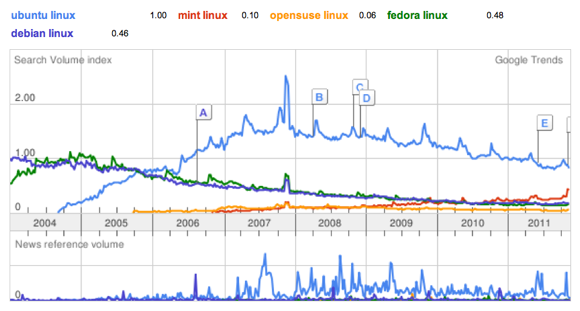 ubuntu linux 1.00 mint linux 0.10 opensuse linux 0.06 fedora linux 0.48
debian linux 0.46
Search Volume index Google Trends
2.00
A B C D E
1.00
0
2004 2005 2006 2007 2008 2009 2010 2011
News reference volume
0